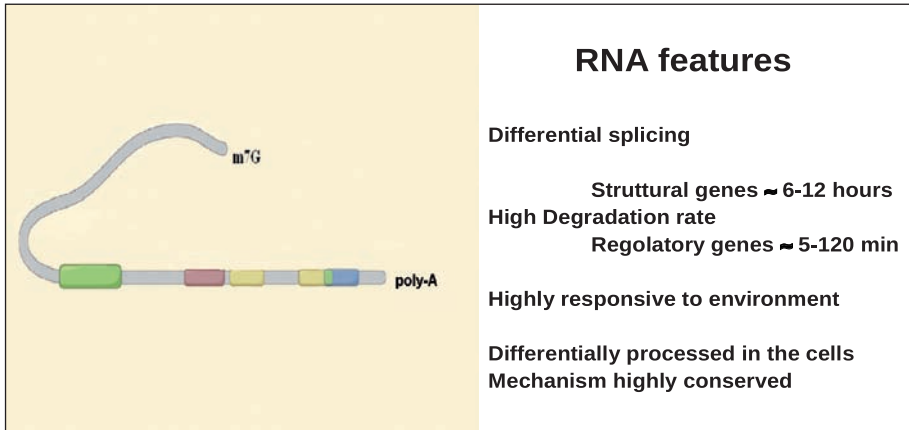 RNA features
m7G
poly-A
Differential splicing
Struttural genes ~ 6-12 hours
High Degradation rate
Regolatory genes ~ 5-120 min
Highly responsive to environment
Differentially processed in the cells
Mechanism highly conserved